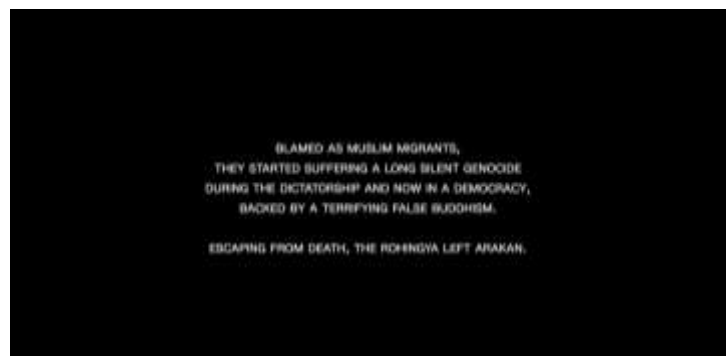 BLAMED AS MUSLIM MIGRANTS,
THEY STARTED SUFFERING A LONG SILENT GENOCIDE
DURING THE DICTATORSHIP AND NOW IN A DEMOCRACY,
BACKED BY A TERRIFYING FALSE BUDDHISM.
ESCAPING FROM DEATH, THE ROHINGYA LEFT ARAKAN.